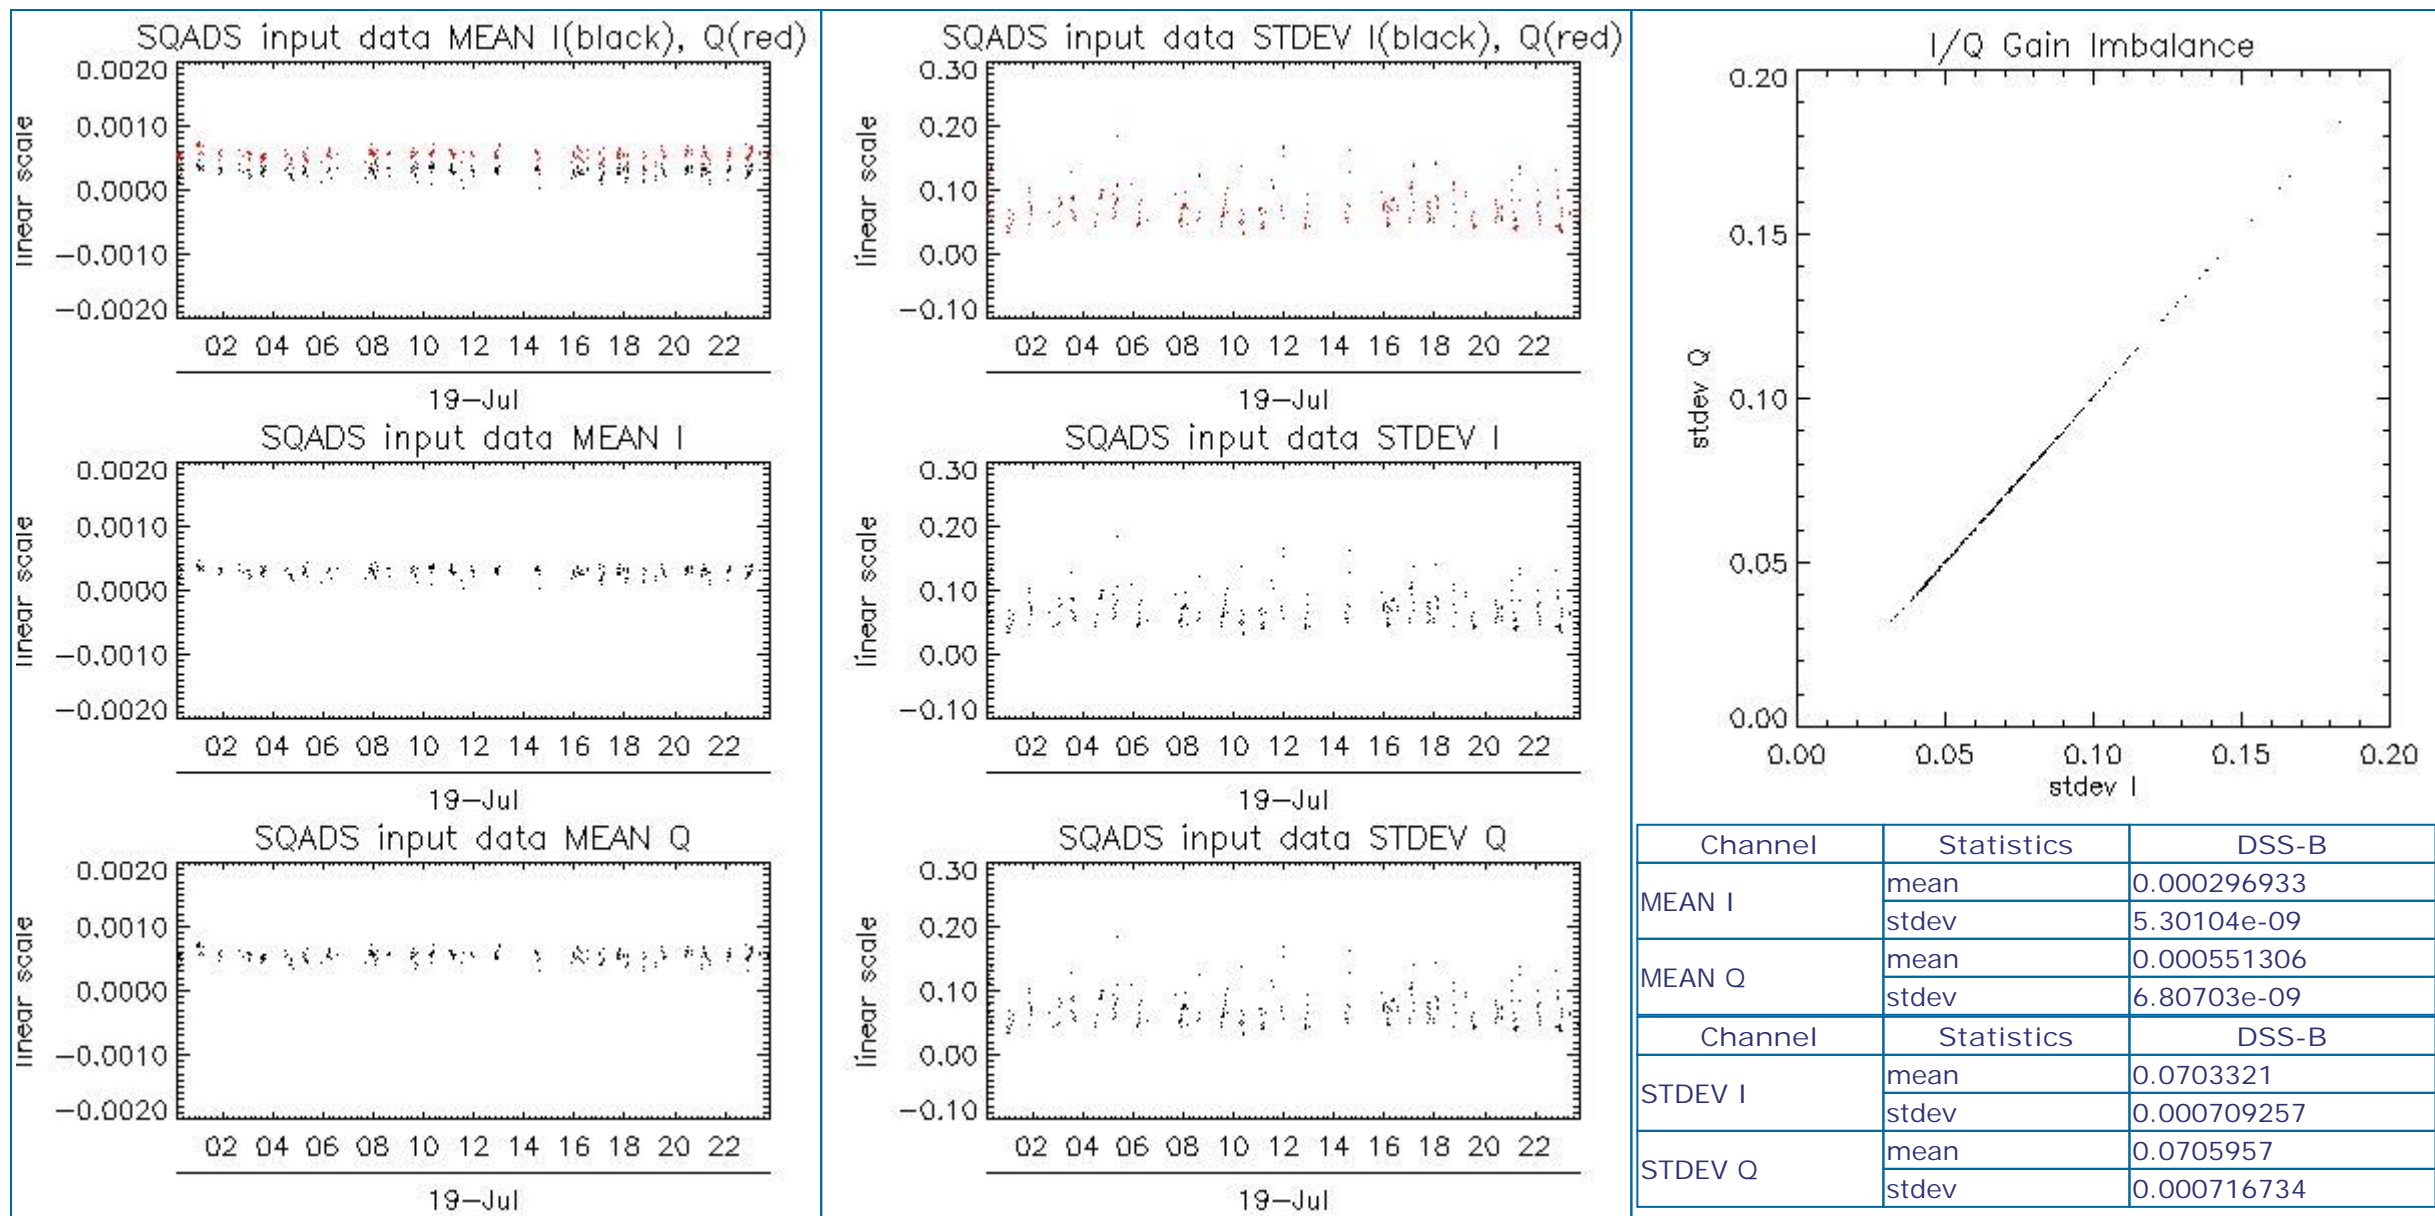 SQADS input data MEAN I(black), Q(red)
0.0020
0.0010
0.0000
-0.0010
-0.0020
linear scale
02 04 06 08 10 12 14 16 18 20 22
19-Jul
SQADS input data MEAN I
0.0020
0.0010
0.0000
-0.0010
-0.0020
linear scale
02 04 06 08 10 12 14 16 18 20 22
19-Jul
SQADS input data MEAN Q
0.0020
0.0010
0.0000
-0.0010
-0.0020
linear scale
02 04 06 08 10 12 14 16 18 20 22
19-Jul
SQADS input data STDEV I(black), Q(red)
0.30
0.20
0.10
0.00
-0.10
linear scale
02 04 06 08 10 12 14 16 18 20 22
19-Jul
SQADS input data STDEV I
0.30
0.20
0.10
0.00
-0.10
linear scale
02 04 06 08 10 12 14 16 18 20 22
19-Jul
SQADS input data STDEV Q
0.30
0.20
0.10
0.00
-0.10
linear scale
02 04 06 08 10 12 14 16 18 20 22
19-Jul
I/Q Gain Imbalance
0.20
0.15
0.10
0.05
0.00
stdev Q
0.00 0.05 0.10 0.15 0.20
stdev I
Channel Statistics DSS-B
MEAN I mean 0.000296933
stdev 5.30104e-09
MEAN Q mean 0.000551306
stdev 6.80703e-09
Channel Statistics DSS-B
STDEV I mean 0.0703321
stdev 0.000709257
STDEV Q mean 0.0705957
stdev 0.000716734